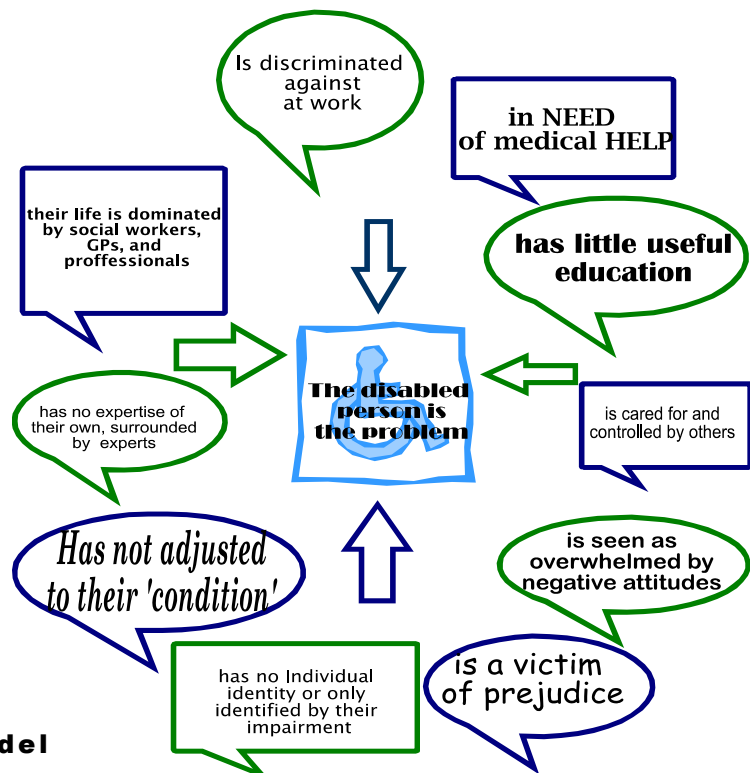 Is discriminated
against
at work
in NEED
of medical HELP
their life is dominated
by social workers,
GPs, and
proffessionals
has little useful
education
The disabled
person is
the problem
has no expertise of
their own, surrounded
by experts
is cared for and
controlled by others
Has not adjusted
to their 'condition'
is seen as
overwhelmed by
negative attitudes
has no Individual
identity or only
identified by their
impairment
is a victim
of prejudice
del